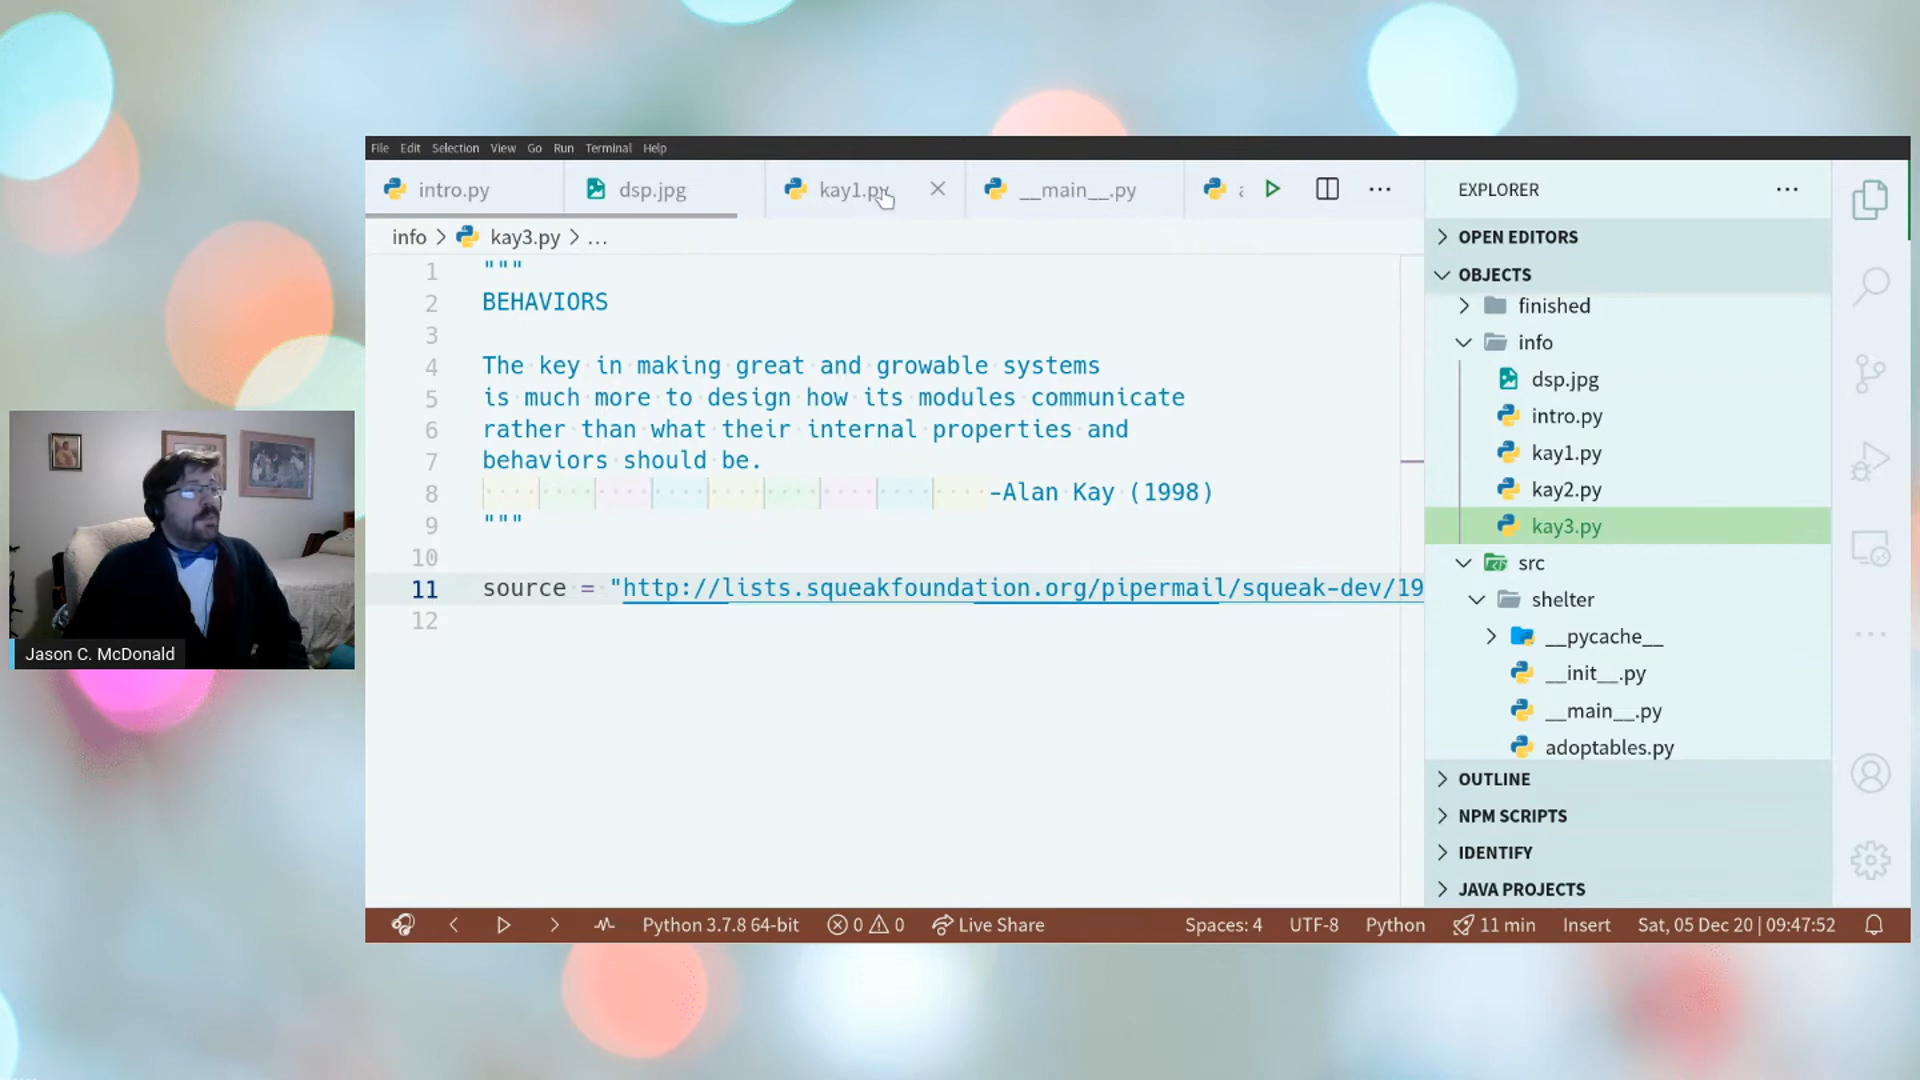 File Edit Selection View Go Run Terminal Help
intro.py dsp.jpg kay1.py __main__.py
info > kay3.py > ...
1 """
2 BEHAVIORS
3
4 The key in making great and growable systems
5 is much more to design how its modules communicate
6 rather than what their internal properties and
7 behaviors should be.
8 -Alan Kay (1998)
9 """
10
11 source = "http://lists.squeakfoundation.org/pipermail/squeak-dev/19
12
EXPLORER
OPEN EDITORS
OBJECTS
finished
info
dsp.jpg
intro.py
kay1.py
kay2.py
kay3.py
src
shelter
__pycache__
__init__.py
__main__.py
adoptables.py
OUTLINE
NPM SCRIPTS
IDENTIFY
JAVA PROJECTS
Jason C. McDonald
Python 3.7.8 64-bit 0 0 Live Share Spaces: 4 UTF-8 Python 11 min Insert Sat, 05 Dec 20 | 09:47:52